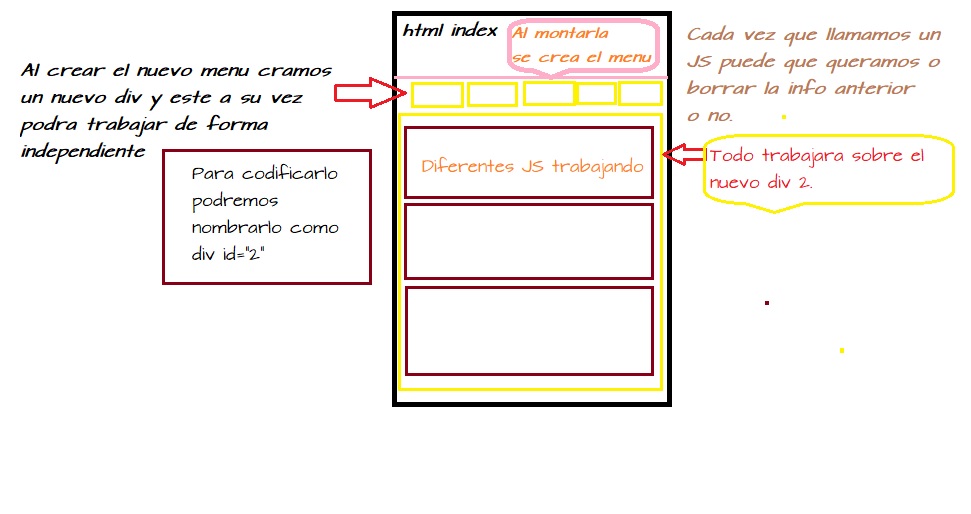 html index
Al montarla
se crea el menu
Cada vez que llamamos un
JS puede que queramos o
borrar la info anterior
o no.
Al crear el nuevo menu cramos
un nuevo div y este a su vez
podra trabajar de forma
independiente
Para codificarlo
podremos
nombrarlo como
div id="2"
Diferentes JS trabajando
Todo trabajara sobre el
nuevo div 2.